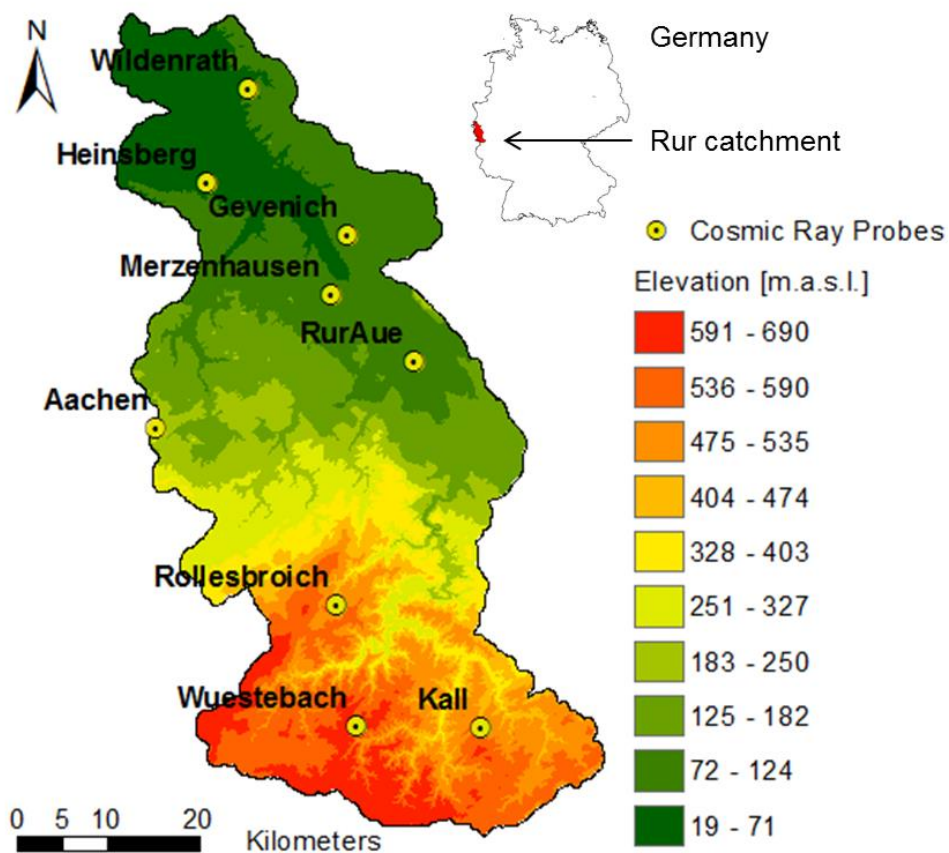 N
Wildenrath
Heinsberg
Gevenich
Merzenhausen
RurAue
Aachen
Rollesbroich
Wuestebach
Kall
0 5 10 20
Kilometers
Germany
Rur catchment
Cosmic Ray Probes
Elevation [m.a.s.l.]
591 - 690
536 - 590
475 - 535
404 - 474
328 - 403
251 - 327
183 - 250
125 - 182
72 - 124
19 - 71